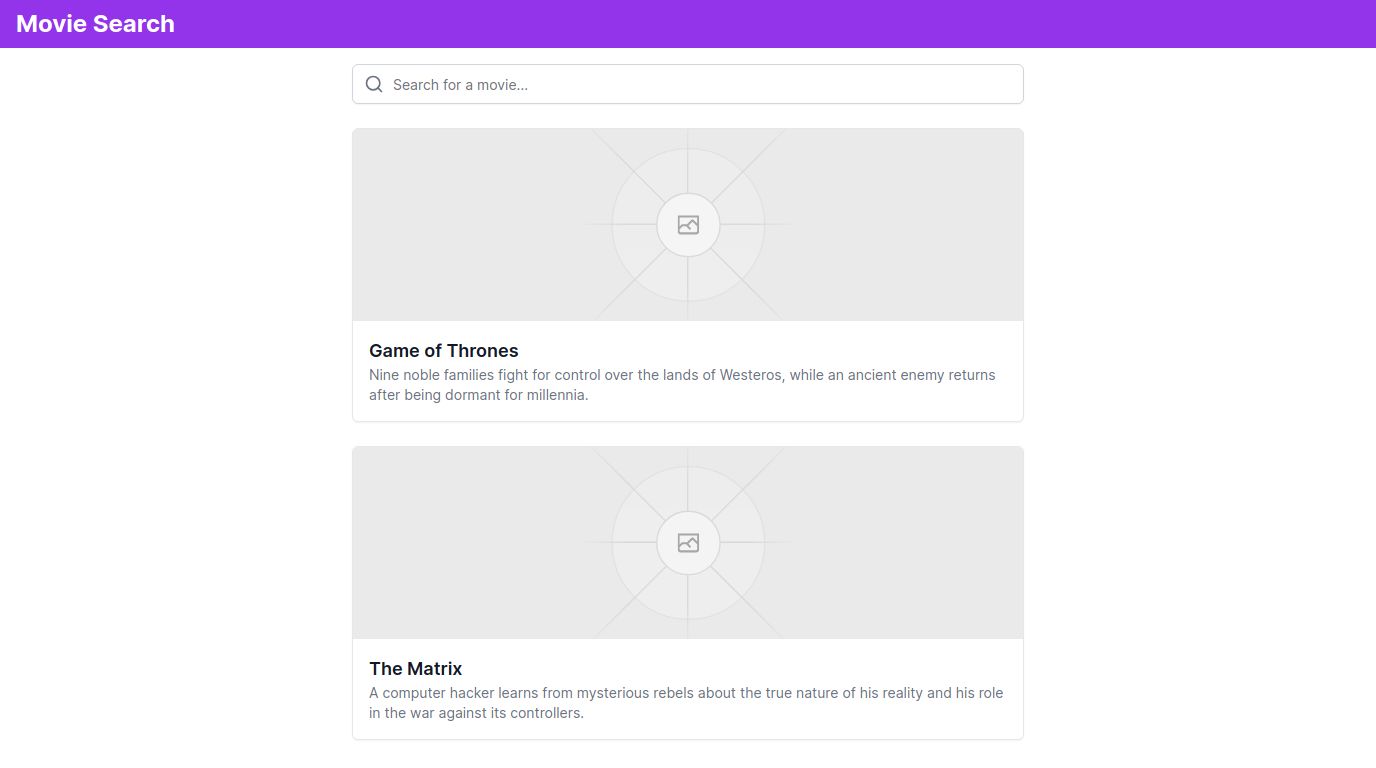 Movie Search
Search for a movie...
Game of Thrones
Nine noble families fight for control over the lands of Westeros, while an ancient enemy returns
after being dormant for millennia.
The Matrix
A computer hacker learns from mysterious rebels about the true nature of his reality and his role
in the war against its controllers.